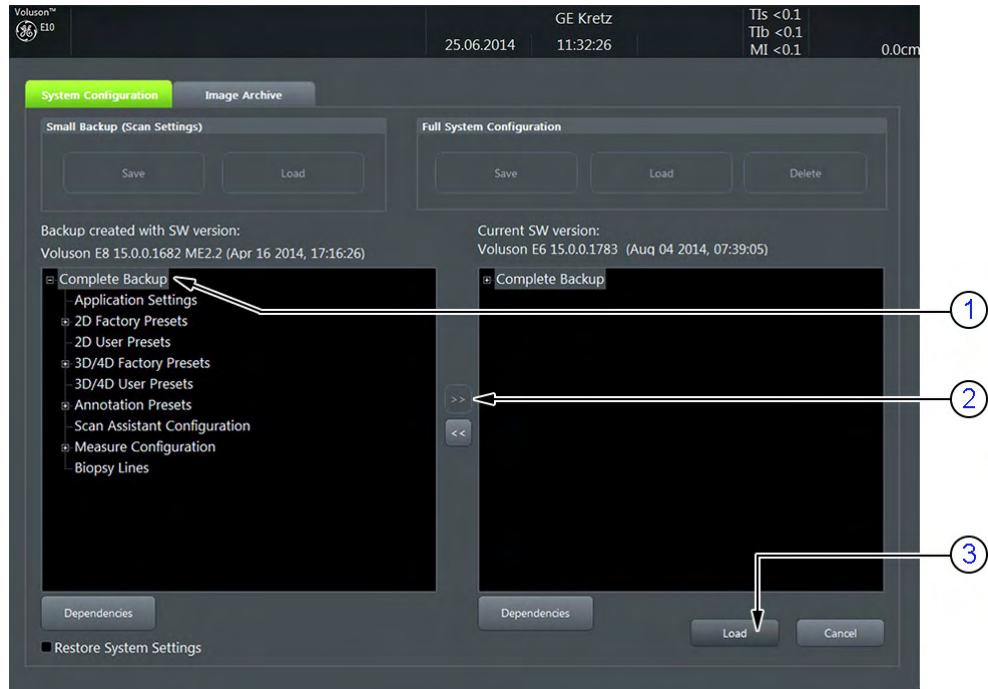 Voluson™
E10
GE Kretz
25.06.2014 11:32:26
TIs <0.1
TIb <0.1
MI <0.1
0.0cm
System Configuration Image Archive
Small Backup (Scan Settings) Full System Configuration
Save Load Save Load Delete
Backup created with SW version:
Voluson E8 15.0.0.1682 ME2.2 (Apr 16 2014, 17:16:26)
Current SW version:
Voluson E6 15.0.0.1783 (Aug 04 2014, 07:39:05)
Complete Backup
Application Settings
2D Factory Presets
2D User Presets
3D/4D Factory Presets
3D/4D User Presets
Annotation Presets
Scan Assistant Configuration
Measure Configuration
Biopsy Lines
>>
<<
Complete Backup
1
2
3
Dependencies Dependencies
Load Cancel
Restore System Settings